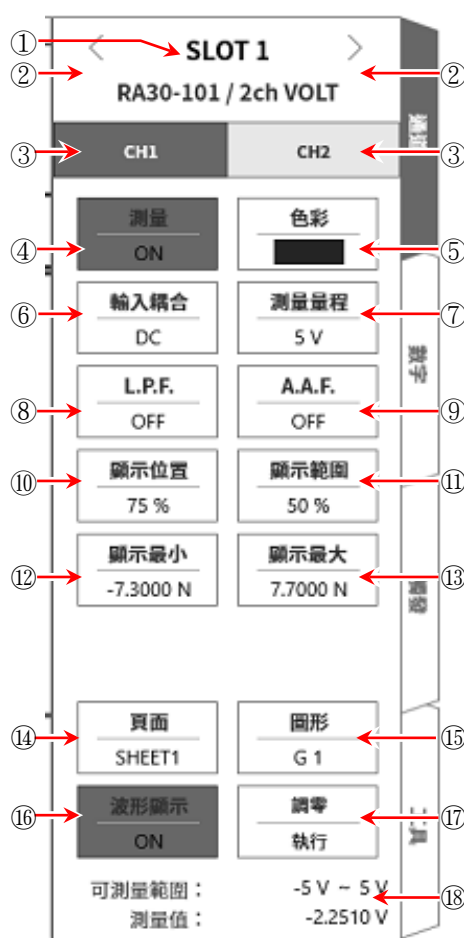 ① SLOT 1
② < > ②
RA30-101 / 2ch VOLT
③ CH1 CH2 ③
④ 測量 ON
色彩 ⑤
⑥ 輸入耦合 DC
測量量程 5 V ⑦
⑧ L.P.F. OFF
A.A.F. OFF ⑨
⑩ 顯示位置 75 %
顯示範圍 50 % ⑪
⑫ 顯示最小 -7.3000 N
顯示最大 7.7000 N ⑬
⑭ 頁面 SHEET1
圖形 G 1 ⑮
⑯ 波形顯示 ON
調零 執行 ⑰
可測量範圍： -5 V ~ 5 V ⑱
測量值： -2.2510 V
數字
工具